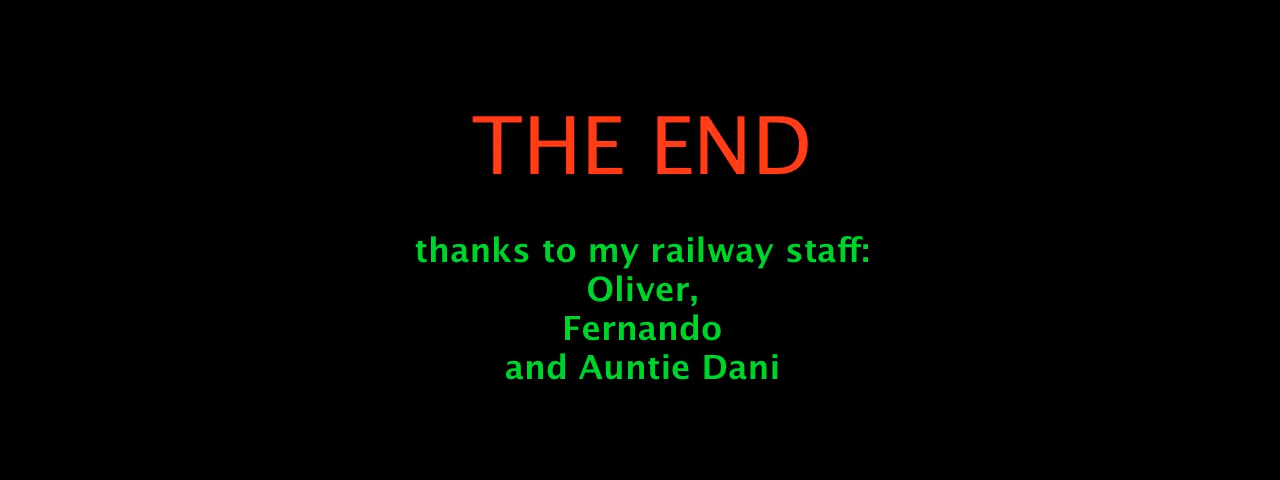 THE END
thanks to my railway staff:
Oliver,
Fernando
and Auntie Dani